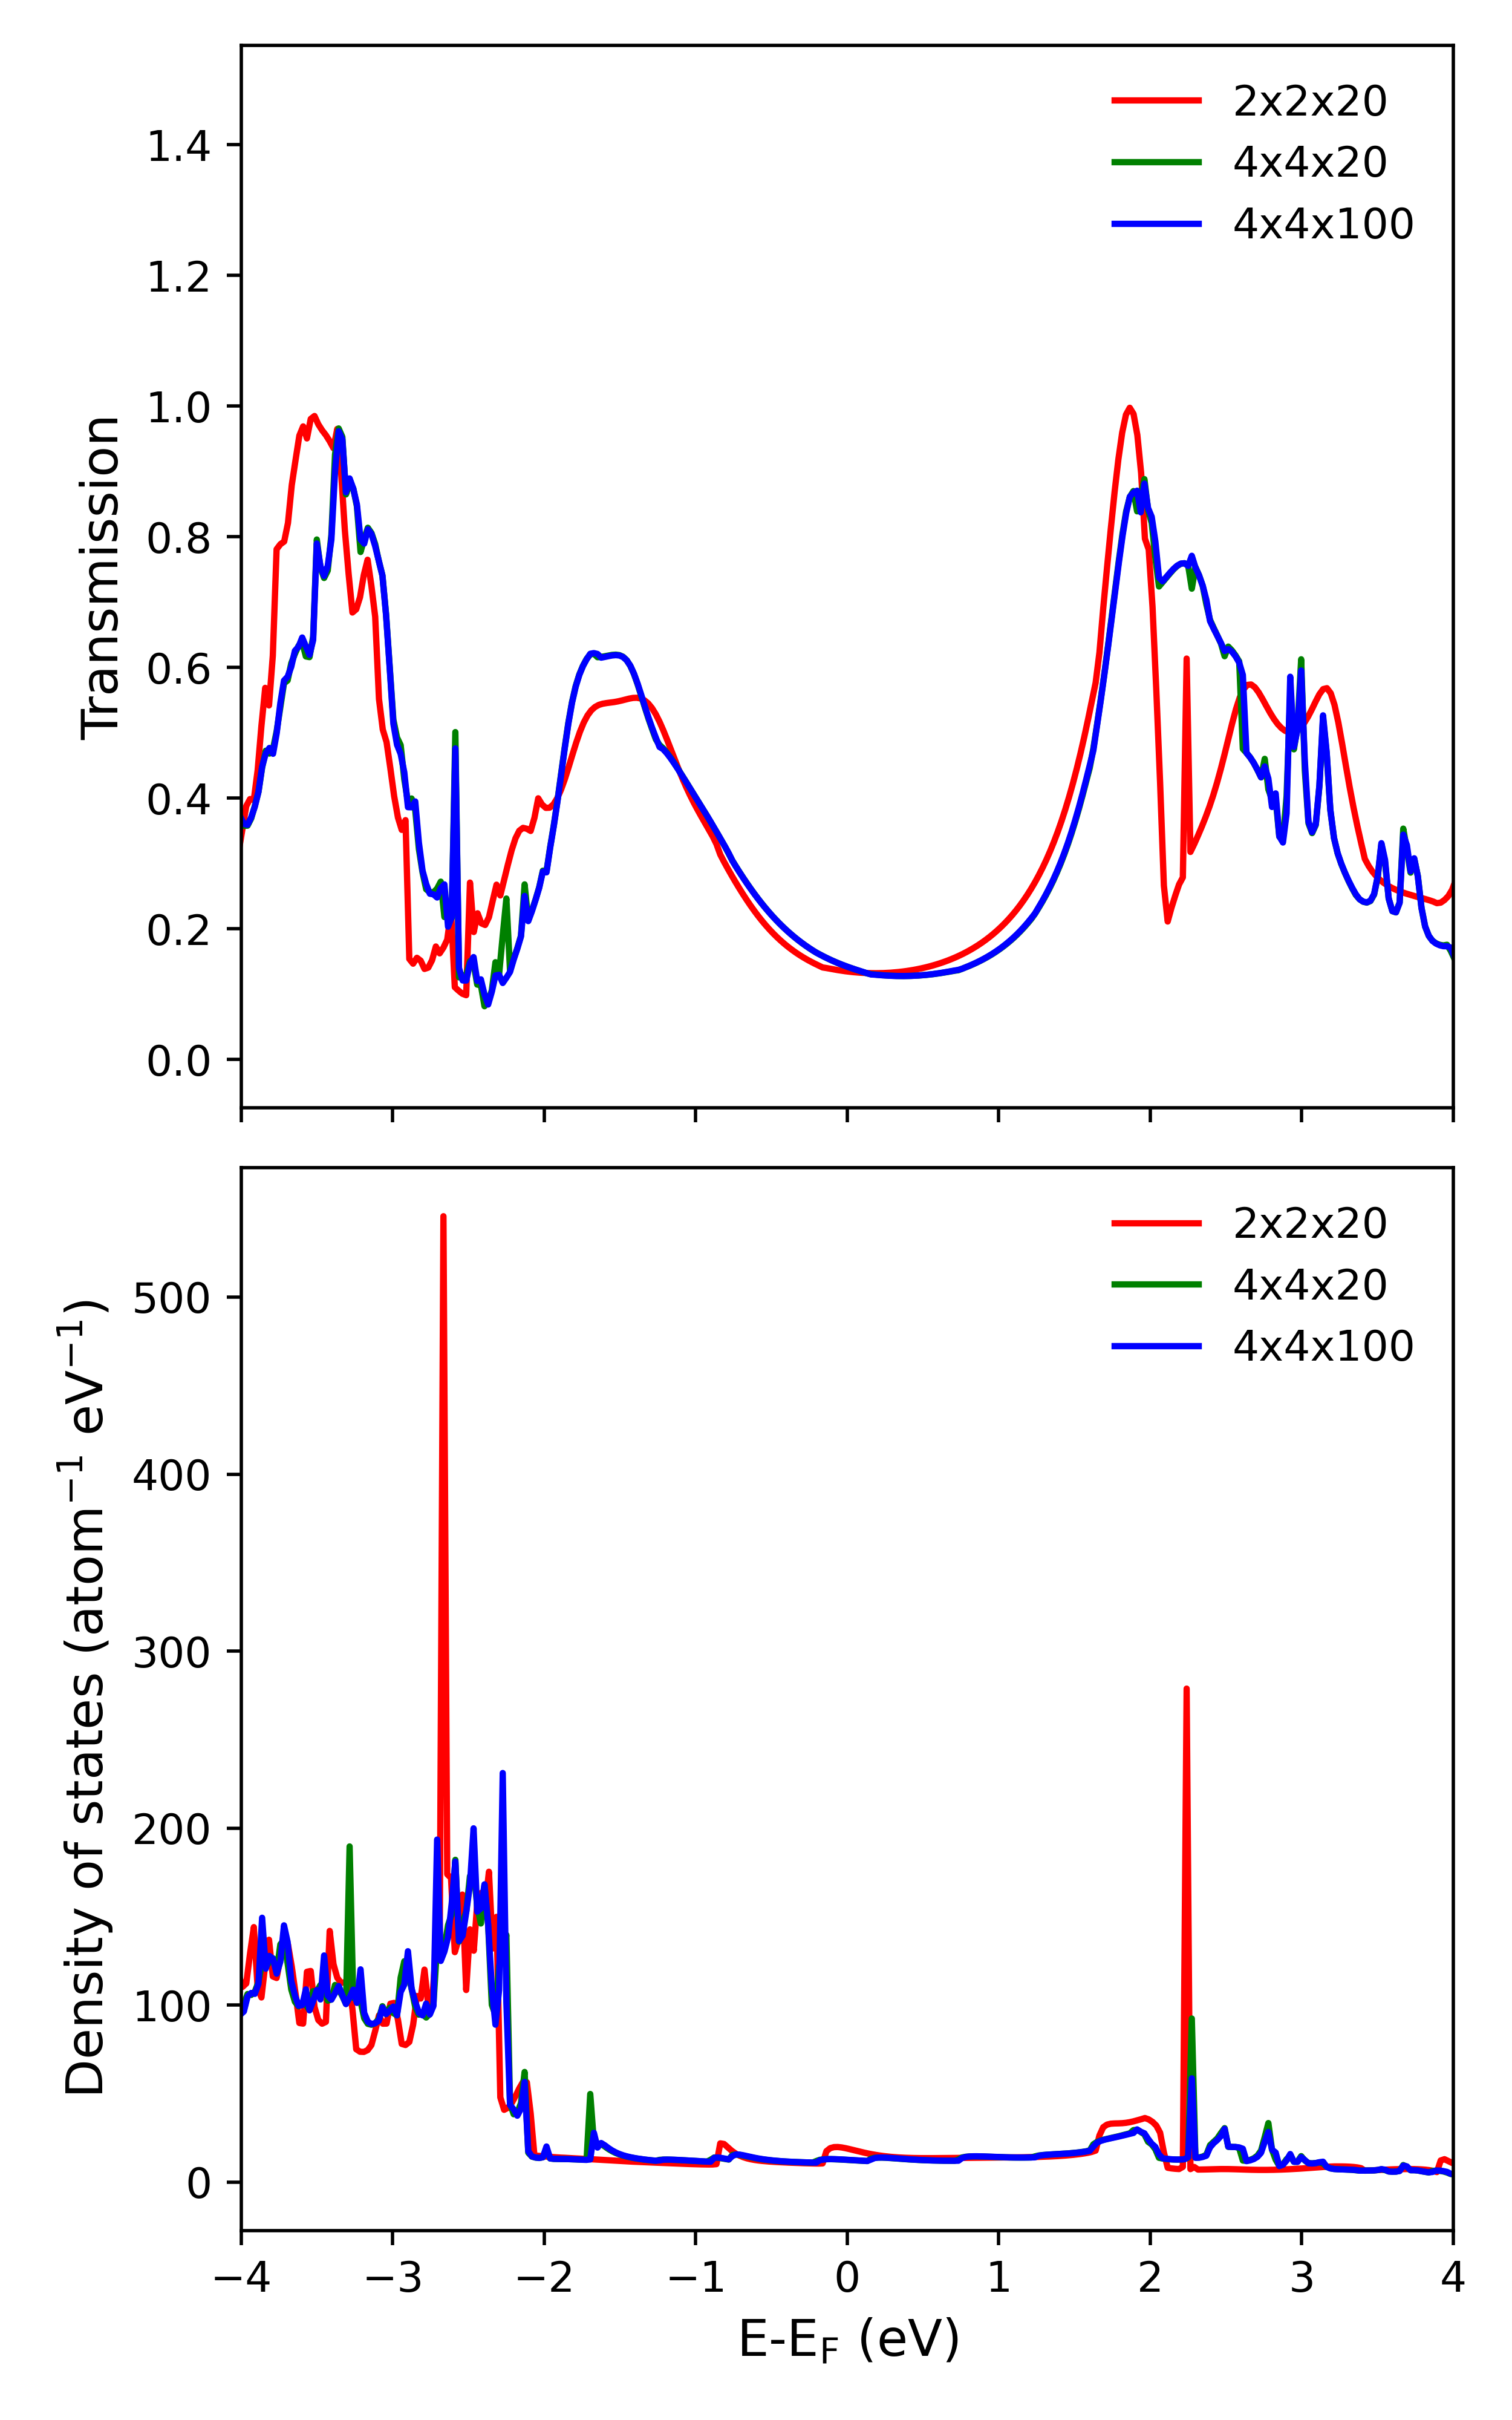 2x2x20
4x4x20
4x4x100
1.4
1.2
1.0
0.8
0.6
0.4
0.2
0.0
Transmission
2x2x20
4x4x20
4x4x100
500
400
300
200
100
0
Density of states (atom⁻¹ eV⁻¹)
−4 −3 −2 −1 0 1 2 3 4
E-E_F (eV)